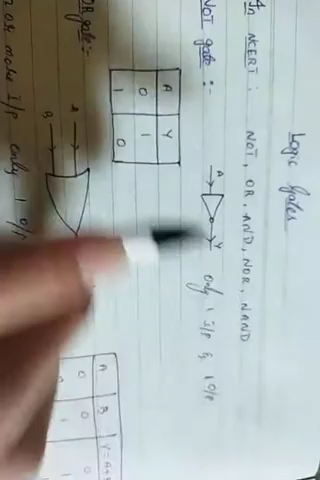 Logic Gates
In NCERT : NOT, OR, AND, NOR, NAND
NOT gate :- A Y only 1 I/p & 1 O/p
A Y
0 1
1 0
OR gate :-
A
B
A B Y = A+
0 0 0
or more I/p only 1 O/p